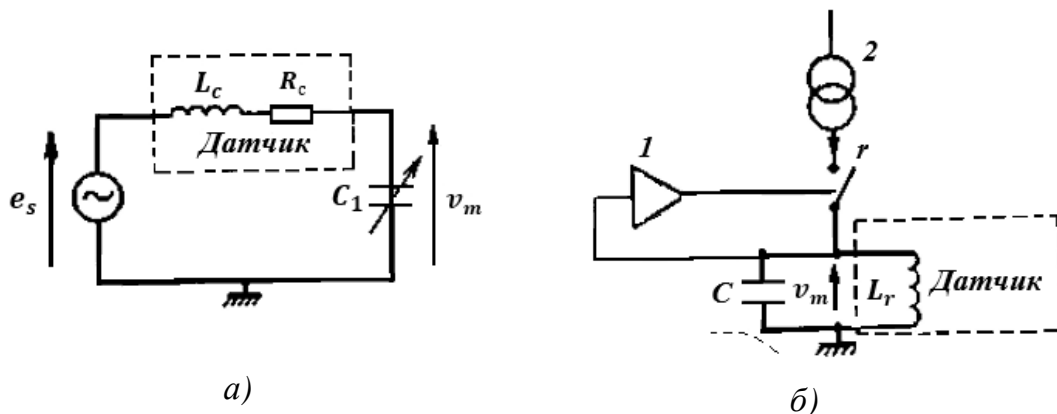 L_c R_c
Датчик
e_s
C_1
v_m
а)
2
1
r
C
v_m
L_r
Датчик
б)